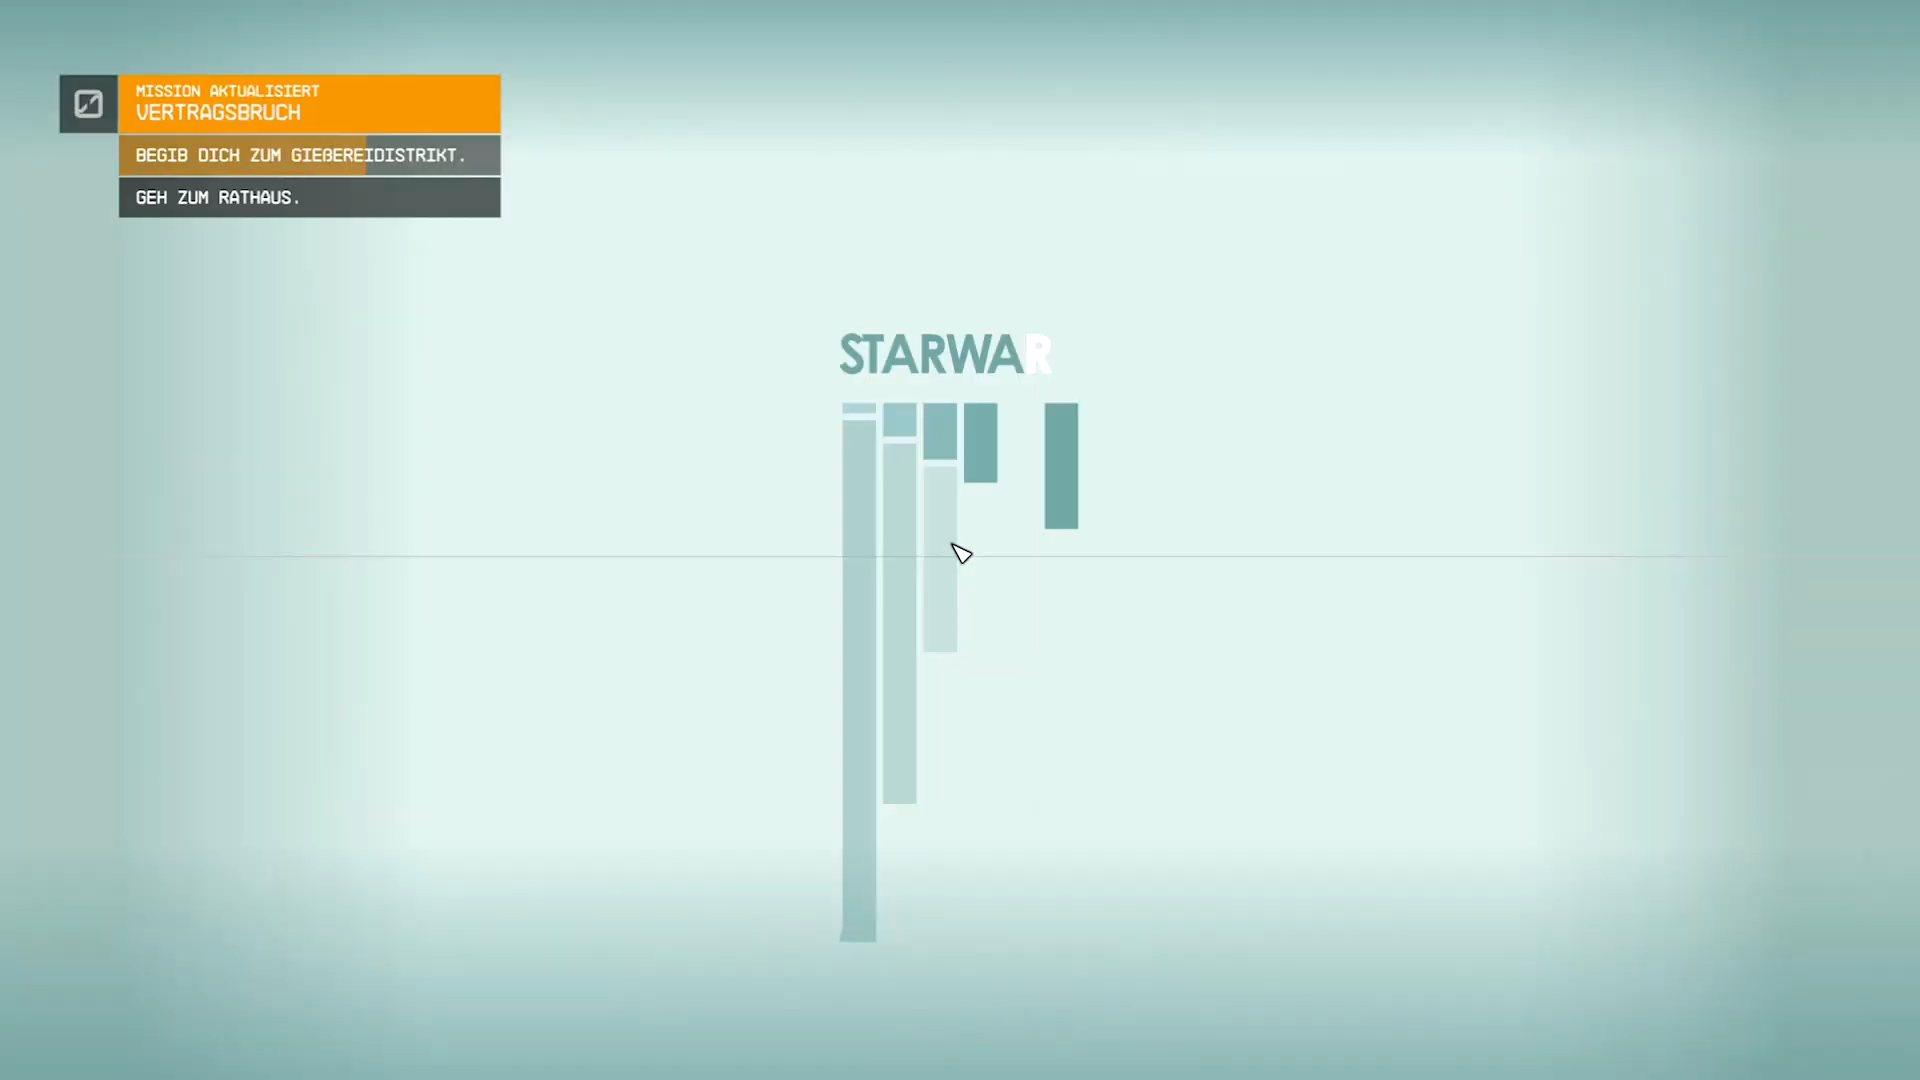 MISSION AKTUALISIERT
VERTRAGSBRUCH
BEGIB DICH ZUM GIEßEREIDISTRIKT.
GEH ZUM RATHAUS.
STARWAR